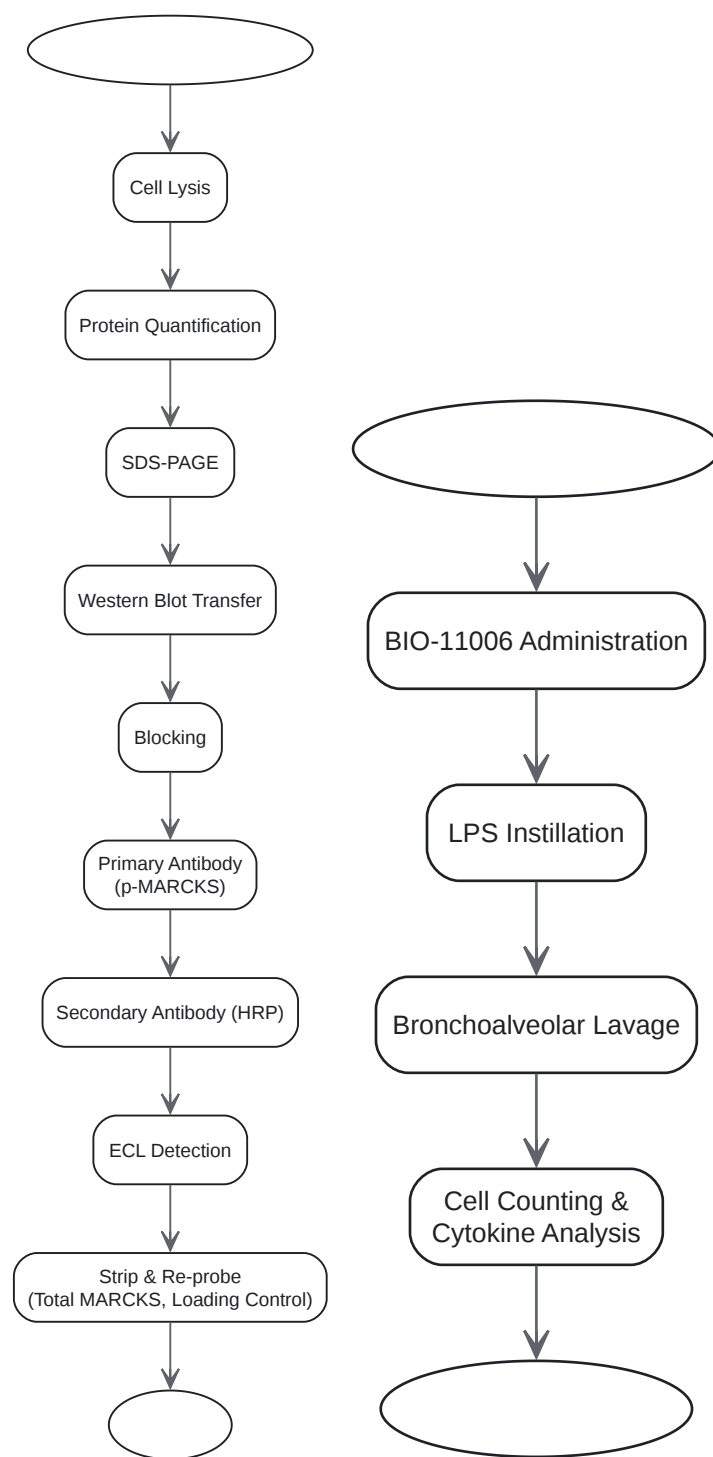 Cell Lysis
Protein Quantification
SDS-PAGE
Western Blot Transfer
Blocking
Primary Antibody
(p-MARCKS)
Secondary Antibody (HRP)
ECL Detection
Strip & Re-probe
(Total MARCKS, Loading Control)
BIO-11006 Administration
LPS Instillation
Bronchoalveolar Lavage
Cell Counting &
Cytokine Analysis